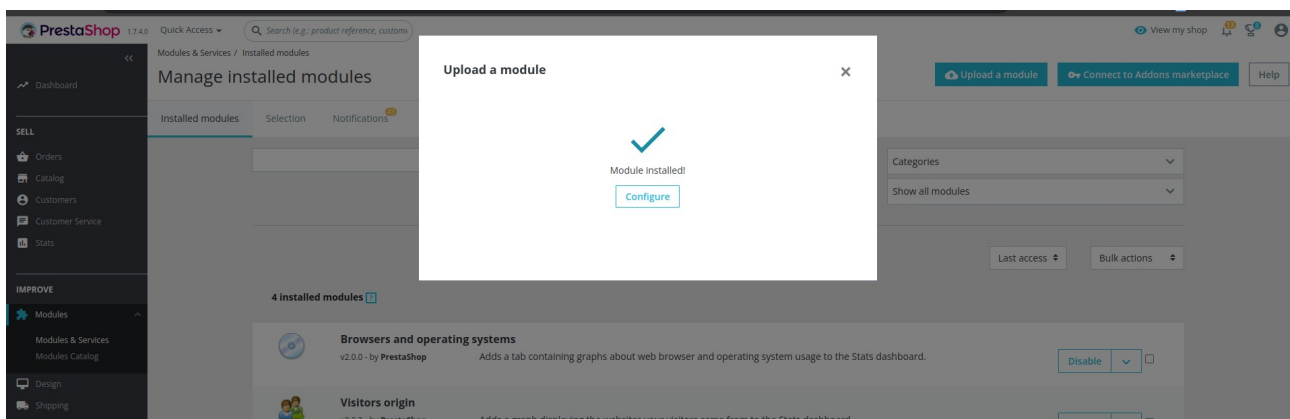 PrestaShop 1.7.4.0 Quick Access Search (e.g.: product reference, custome View my shop
Modules & Services / Installed modules
Manage installed modules
Upload a module
Connect to Addons marketplace
Help
Installed modules Selection Notifications
Upload a module ×
Module installed!
Configure
Dashboard
SELL
Orders
Catalog
Customers
Customer Service
Stats
IMPROVE
Modules
Modules & Services
Modules Catalog
Design
Shipping
Categories
Show all modules
Last access Bulk actions
4 installed modules ?
Browsers and operating systems
v2.0.0 - by PrestaShop Adds a tab containing graphs about web browser and operating system usage to the Stats dashboard.
Disable
Visitors origin